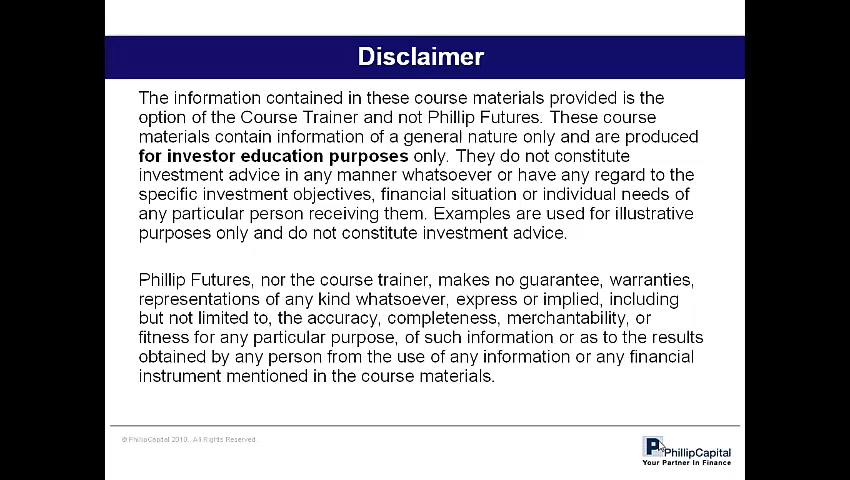 Disclaimer
The information contained in these course materials provided is the
option of the Course Trainer and not Phillip Futures. These course
materials contain information of a general nature only and are produced
for investor education purposes only. They do not constitute
investment advice in any manner whatsoever or have any regard to the
specific investment objectives, financial situation or individual needs of
any particular person receiving them. Examples are used for illustrative
purposes only and do not constitute investment advice.
Phillip Futures, nor the course trainer, makes no guarantee, warranties,
representations of any kind whatsoever, express or implied, including
but not limited to, the accuracy, completeness, merchantability, or
fitness for any particular purpose, of such information or as to the results
obtained by any person from the use of any information or any financial
instrument mentioned in the course materials.
© PhillipCapital 2010. All Rights Reserved.
PhillipCapital
Your Partner In Finance